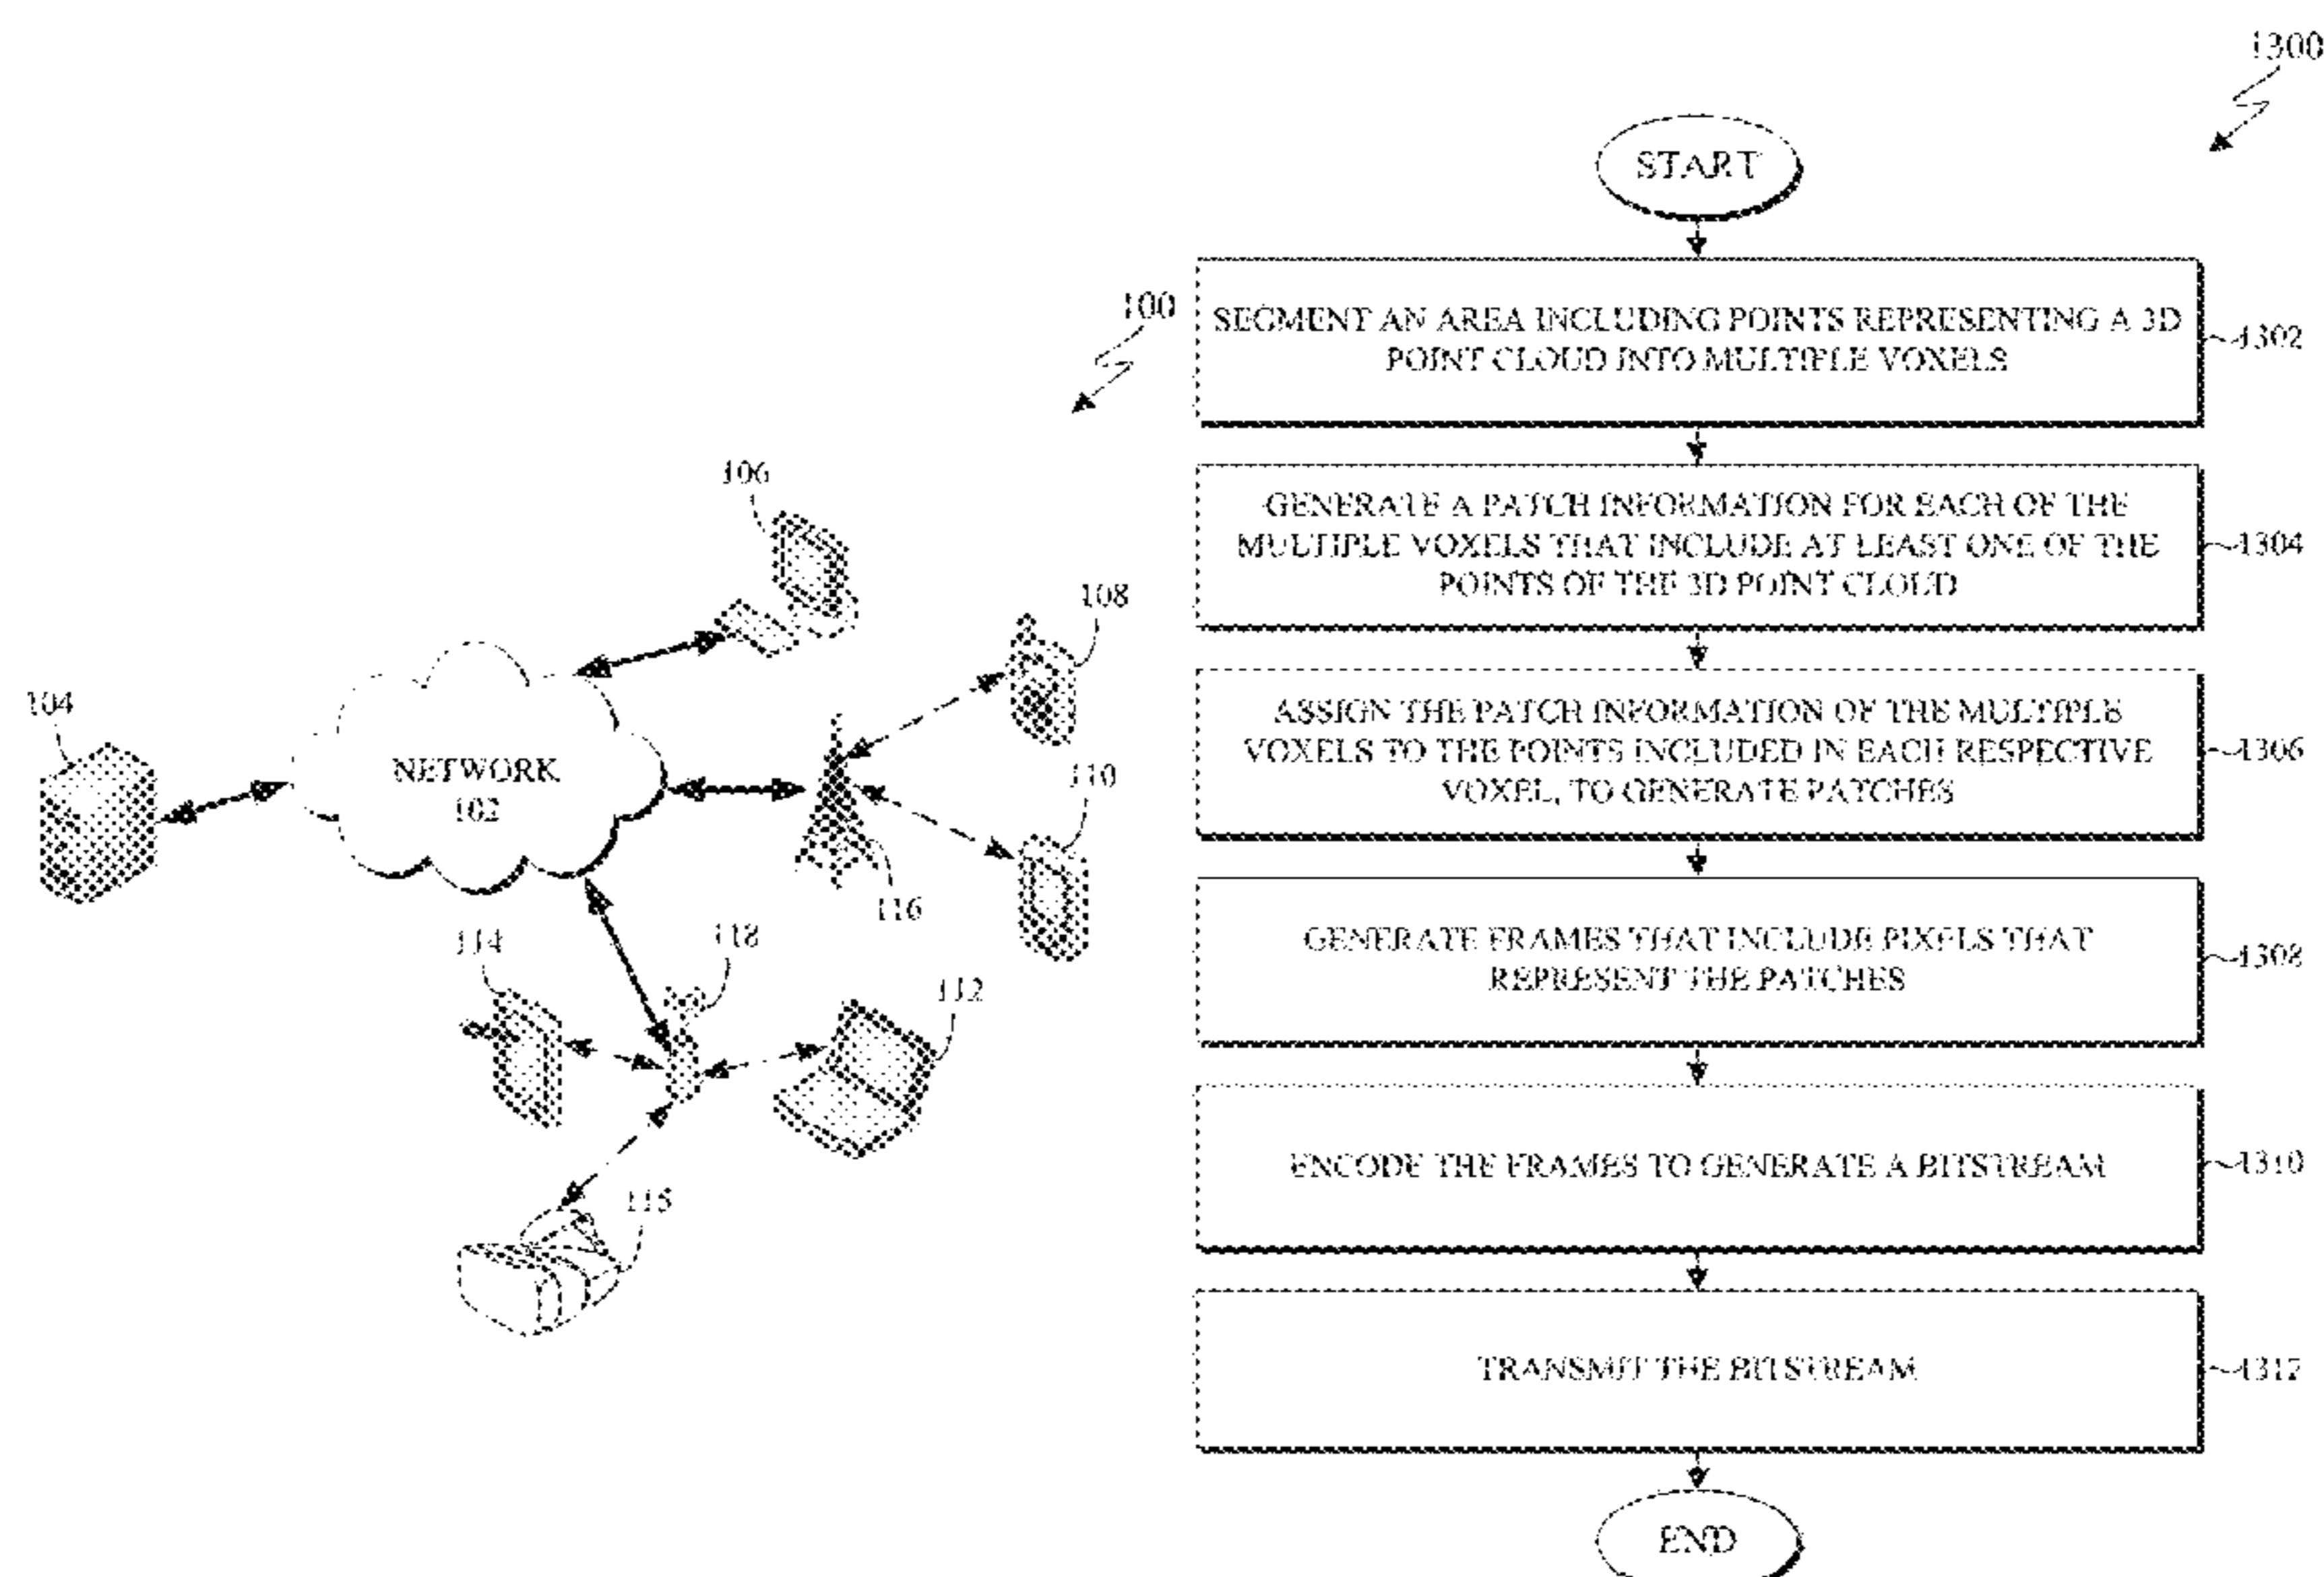 1300
START
100
SEGMENT AN AREA INCLUDING POINTS REPRESENTING A 3D
POINT CLOUD INTO MULTIPLE VOXELS
1302
GENERATE A PATCH INFORMATION FOR EACH OF THE
MULTIPLE VOXELS THAT INCLUDE AT LEAST ONE OF THE
POINTS OF THE 3D POINT CLOUD
1304
ASSIGN THE PATCH INFORMATION OF THE MULTIPLE
VOXELS TO THE POINTS INCLUDED IN EACH RESPECTIVE
VOXEL, TO GENERATE PATCHES
1306
GENERATE FRAMES THAT INCLUDE PIXELS THAT
REPRESENT THE PATCHES
1308
ENCODE THE FRAMES TO GENERATE A BITSTREAM
1310
TRANSMIT THE BITSTREAM
1312
END
106
108
104
NETWORK
102
110
116
114
118
112
115